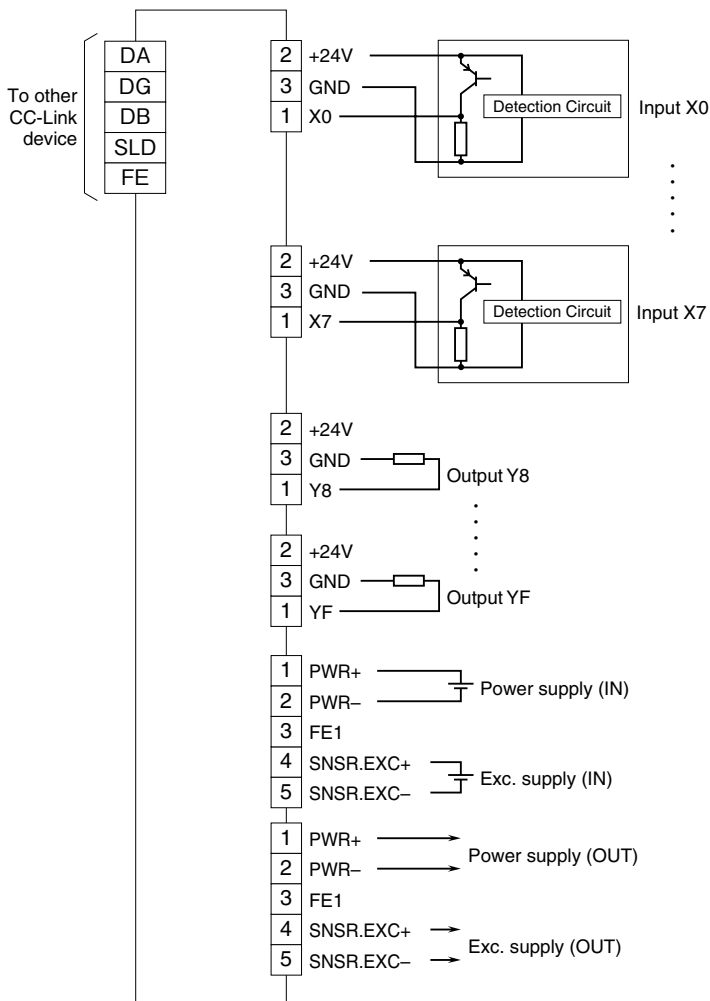 To other
CC-Link
device
DA
DG
DB
SLD
FE
2 +24V
3 GND
1 X0
Detection Circuit
Input X0
2 +24V
3 GND
1 X7
Detection Circuit
Input X7
2 +24V
3 GND
1 Y8
Output Y8
2 +24V
3 GND
1 YF
Output YF
1 PWR+
2 PWR–
Power supply (IN)
3 FE1
4 SNSR.EXC+
5 SNSR.EXC–
Exc. supply (IN)
1 PWR+
2 PWR–
Power supply (OUT)
3 FE1
4 SNSR.EXC+
5 SNSR.EXC–
Exc. supply (OUT)